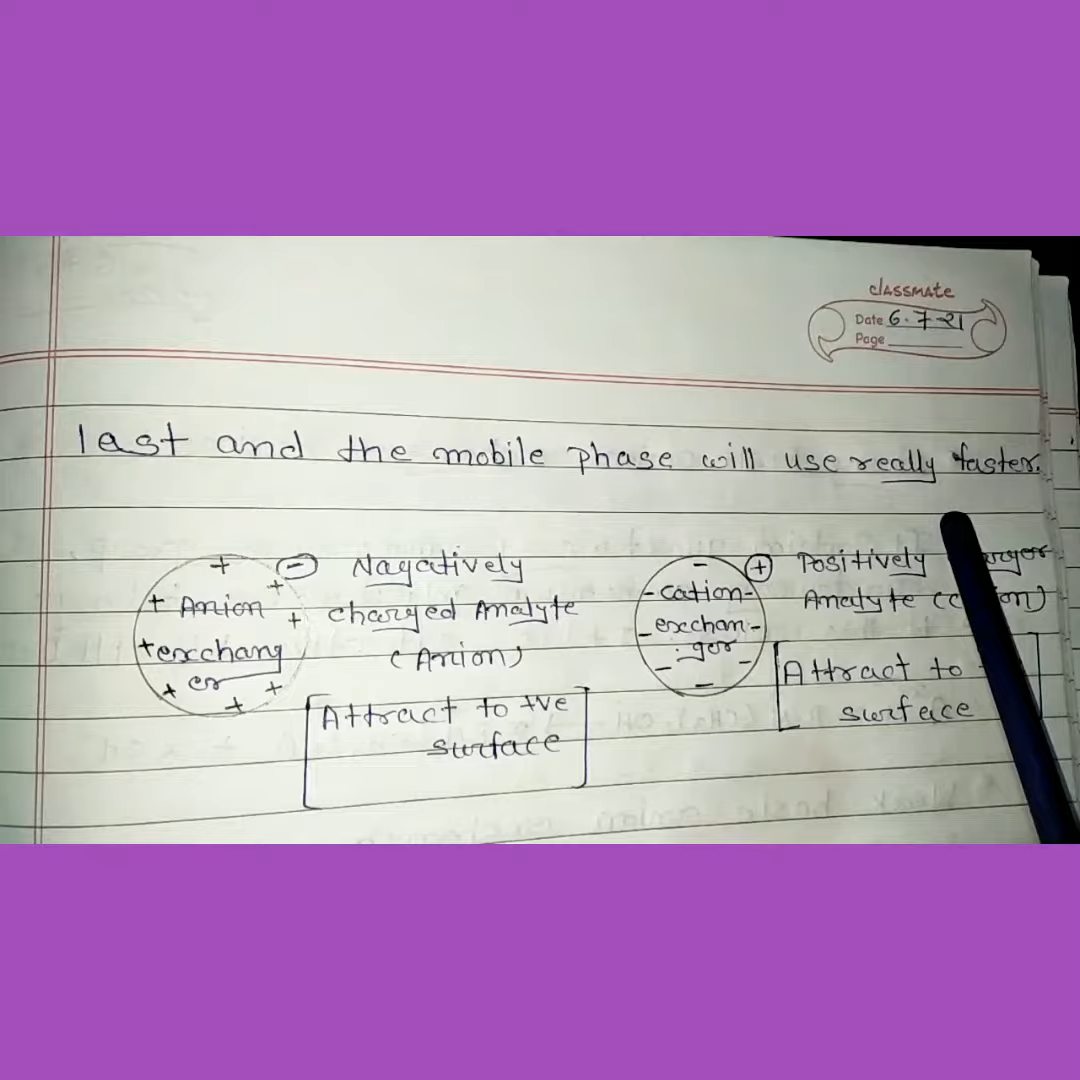 classmate
Date 6.7-21
Page
last and the mobile phase will use really faster.
+ Anion
+ exchang
er
+ + + + + +
− Nagatively
charged Analyte
(Anion)
Attract to +ve
surface
- cation -
- exchan -
ger
- - - -
+ Positively
Analyte
Attract to
surface